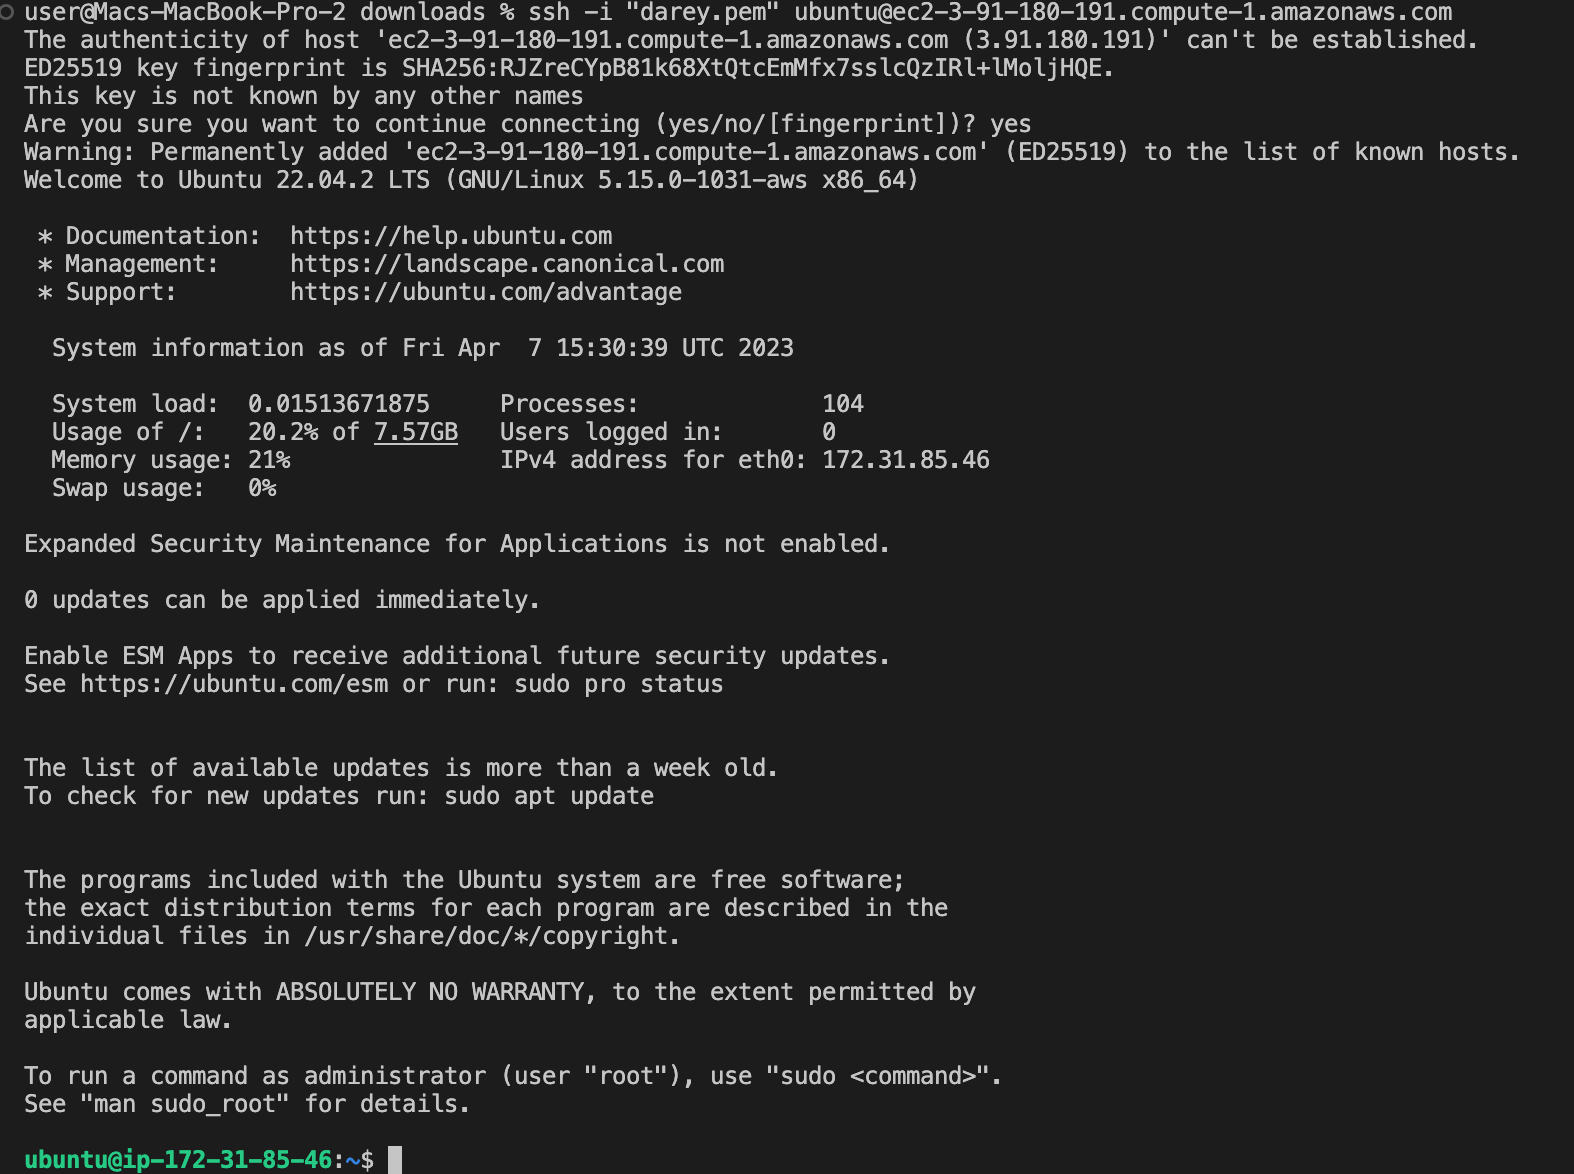 user@Macs-MacBook-Pro-2 downloads % ssh -i "darey.pem" ubuntu@ec2-3-91-180-191.compute-1.amazonaws.com
The authenticity of host 'ec2-3-91-180-191.compute-1.amazonaws.com (3.91.180.191)' can't be established.
ED25519 key fingerprint is SHA256:RJZreCYpB81k68XtQtcEmMfx7sslcQzIRl+lMoljHQE.
This key is not known by any other names
Are you sure you want to continue connecting (yes/no/[fingerprint])? yes
Warning: Permanently added 'ec2-3-91-180-191.compute-1.amazonaws.com' (ED25519) to the list of known hosts.
Welcome to Ubuntu 22.04.2 LTS (GNU/Linux 5.15.0-1031-aws x86_64)

 * Documentation:  https://help.ubuntu.com
 * Management:     https://landscape.canonical.com
 * Support:        https://ubuntu.com/advantage

  System information as of Fri Apr  7 15:30:39 UTC 2023

  System load:  0.01513671875     Processes:             104
  Usage of /:   20.2% of 7.57GB   Users logged in:       0
  Memory usage: 21%               IPv4 address for eth0: 172.31.85.46
  Swap usage:   0%

Expanded Security Maintenance for Applications is not enabled.

0 updates can be applied immediately.

Enable ESM Apps to receive additional future security updates.
See https://ubuntu.com/esm or run: sudo pro status

The list of available updates is more than a week old.
To check for new updates run: sudo apt update

The programs included with the Ubuntu system are free software;
the exact distribution terms for each program are described in the
individual files in /usr/share/doc/*/copyright.

Ubuntu comes with ABSOLUTELY NO WARRANTY, to the extent permitted by
applicable law.

To run a command as administrator (user "root"), use "sudo <command>".
See "man sudo_root" for details.

ubuntu@ip-172-31-85-46:~$